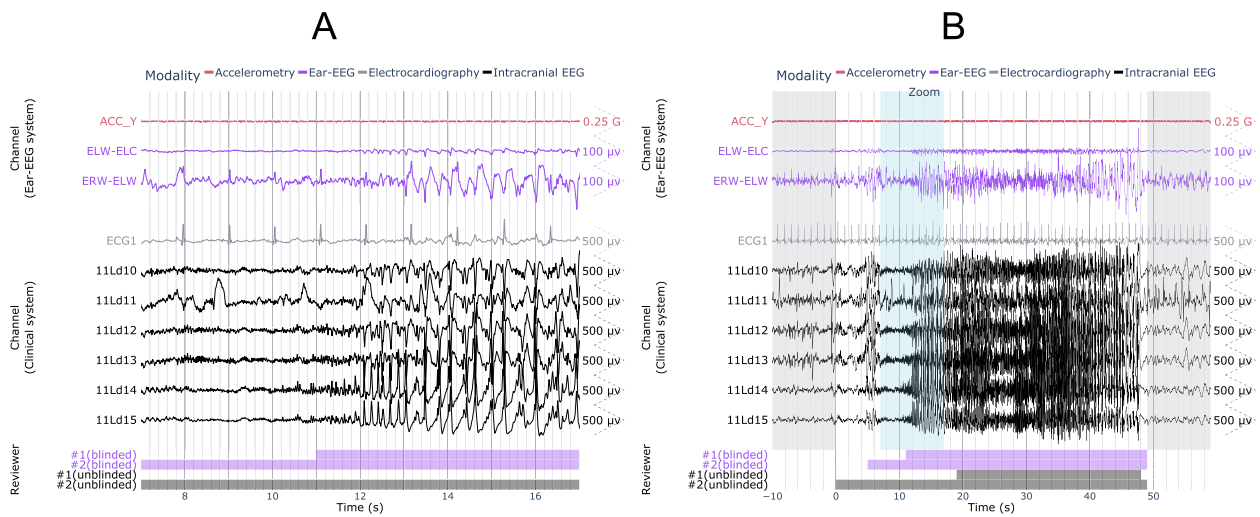 A
B
Modality Accelerometry Ear-EEG Electrocardiography Intracranial EEG
Channel
(Ear-EEG system)
ACC_Y 0.25 G
ELW-ELC 100 μv
ERW-ELW 100 μv
Channel
(Clinical system)
ECG1 500 μv
11Ld10 500 μv
11Ld11 500 μv
11Ld12 500 μv
11Ld13 500 μv
11Ld14 500 μv
11Ld15 500 μv
Reviewer
#1(blinded)
#2(blinded)
#1(unblinded)
#2(unblinded)
8 10 12 14 16
Time (s)
Modality Accelerometry Ear-EEG Electrocardiography Intracranial EEG
Zoom
Channel
(Ear-EEG system)
ACC_Y 0.25 G
ELW-ELC 100 μv
ERW-ELW 100 μv
Channel
(Clinical system)
ECG1 500 μv
11Ld10 500 μv
11Ld11 500 μv
11Ld12 500 μv
11Ld13 500 μv
11Ld14 500 μv
11Ld15 500 μv
Reviewer
#1(blinded)
#2(blinded)
#1(unblinded)
#2(unblinded)
−10 0 10 20 30 40 50
Time (s)